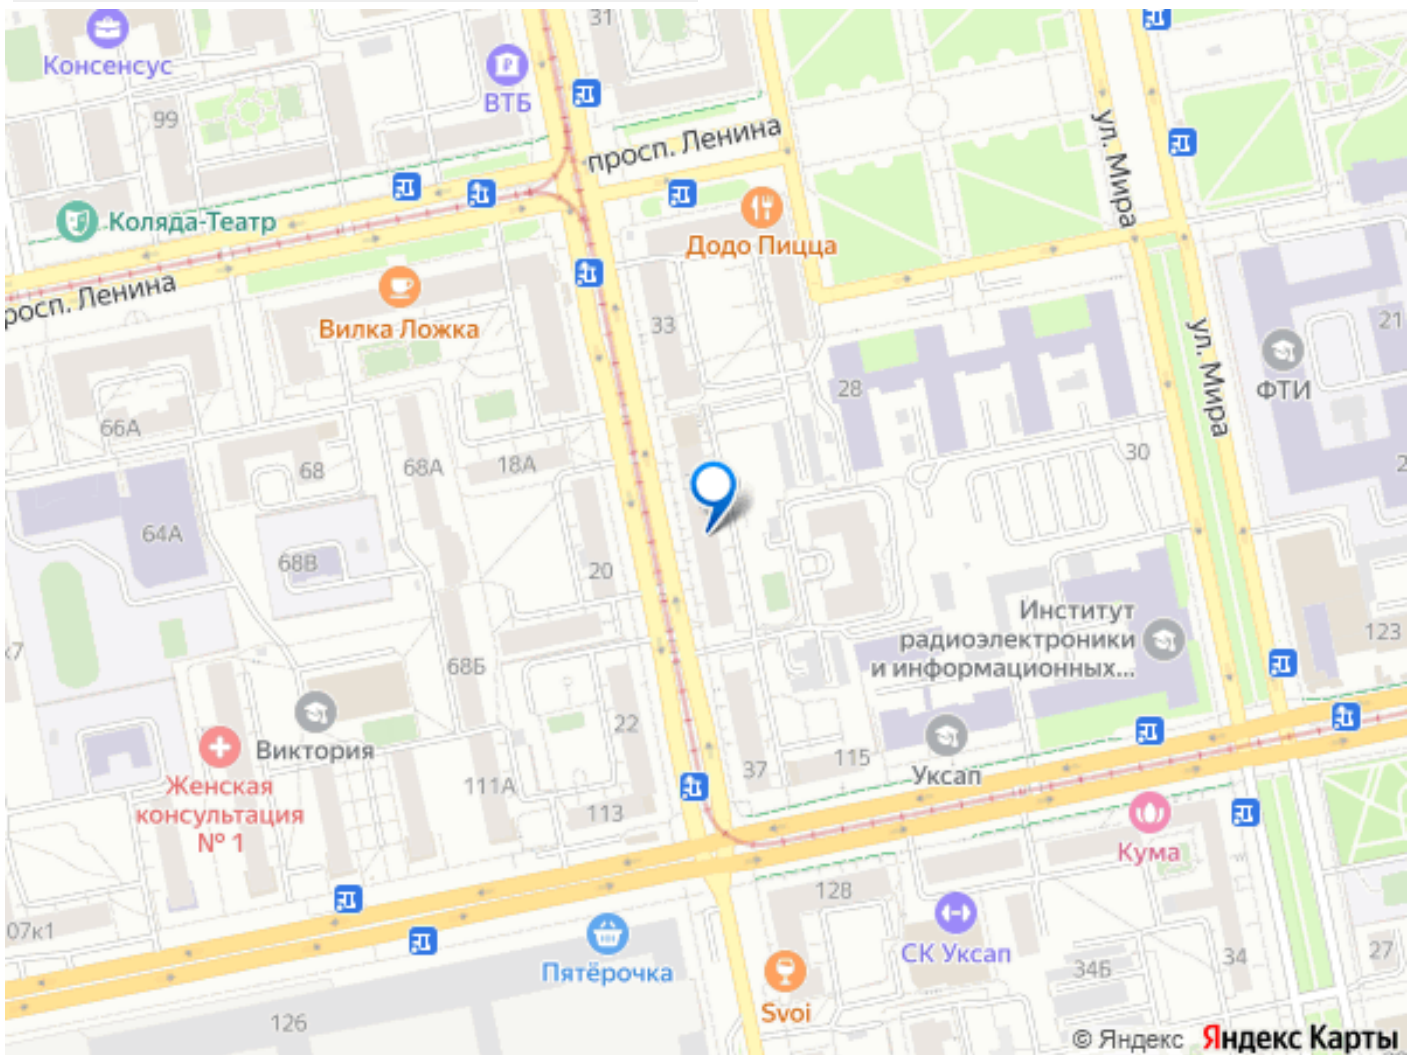 31
Консенсус
ВТБ
99
просп. Ленина
ул. Мира
Коляда-Театр
Додо Пицца
просп. Ленина
Вилка Ложка
33
ул. Мира
21
ФТИ
28
66А
68
68А
18А
30
64А
68В
20
Институт
радиоэлектроники
и информационных...
123
к7
68Б
22
Виктория
Женская
консультация
№ 1
111А
113
37
115
Уксап
Кума
128
07к1
Пятёрочка
СК Уксап
34Б
34
27
Svoi
126
© Яндекс Яндекс Карты